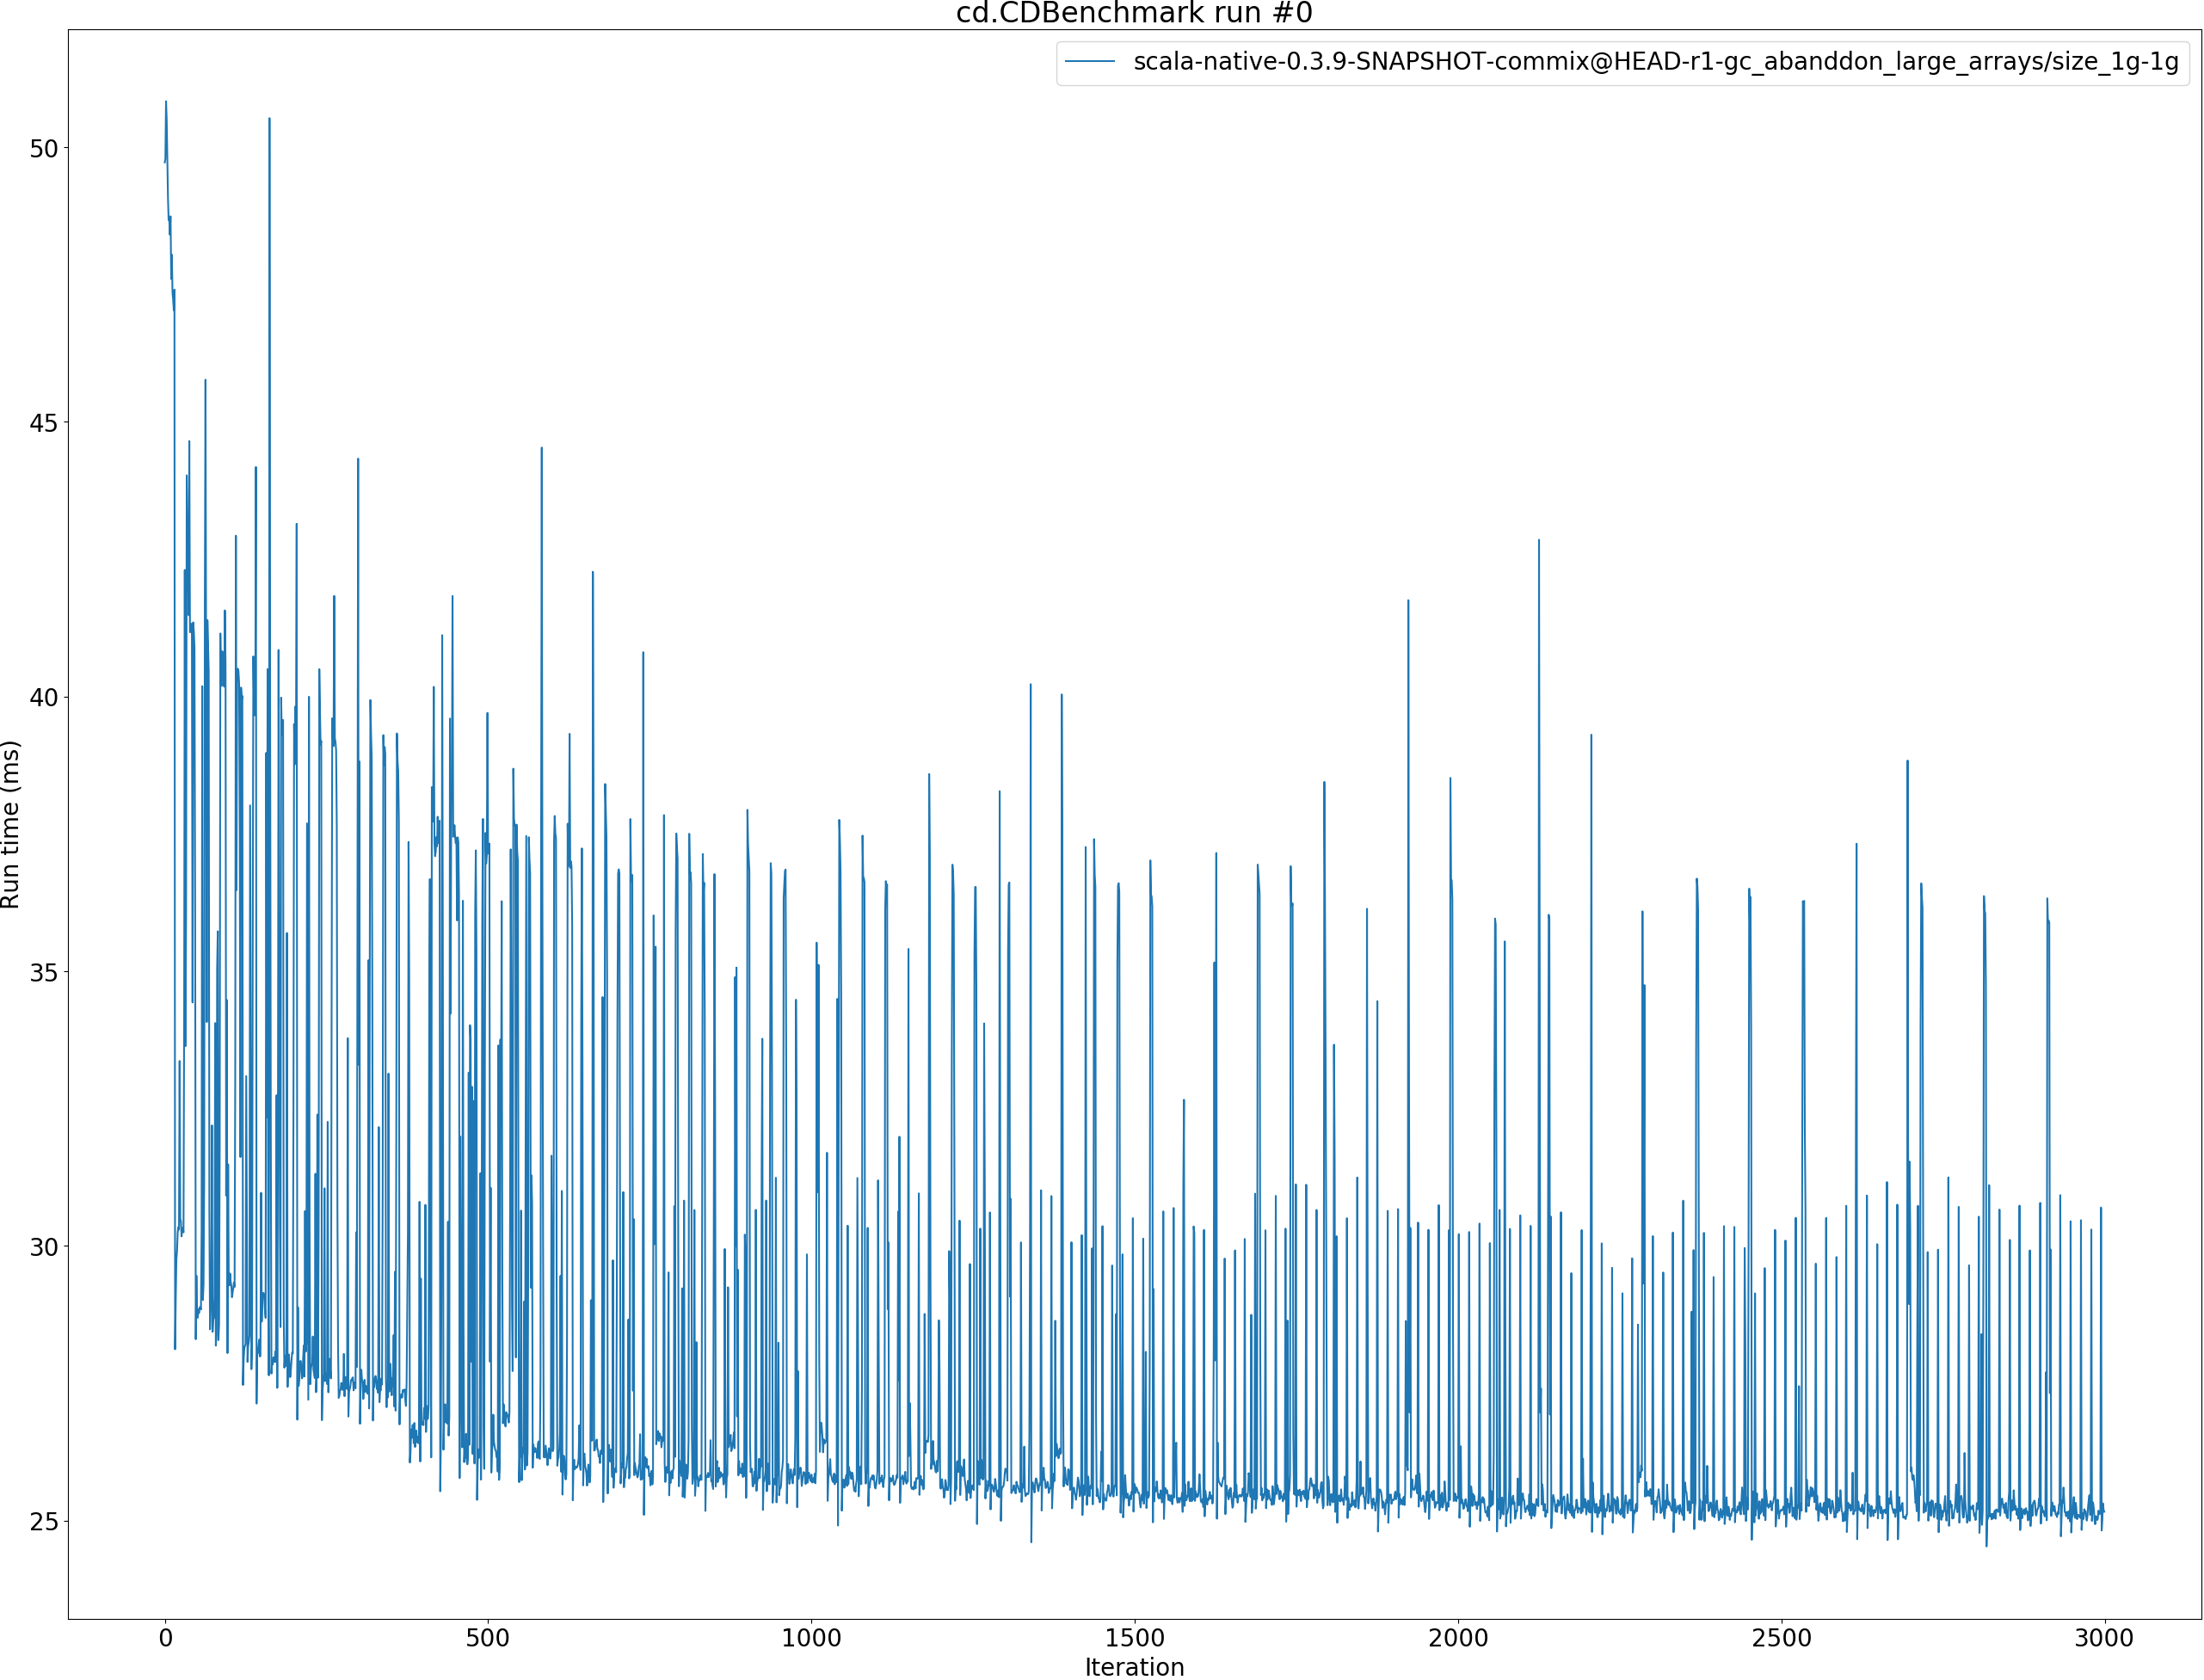 cd.CDBenchmark run #0
scala-native-0.3.9-SNAPSHOT-commix@HEAD-r1-gc_abanddon_large_arrays/size_1g-1g
50
45
40
35
30
25
Run time (ms)
0 500 1000 1500 2000 2500 3000
Iteration